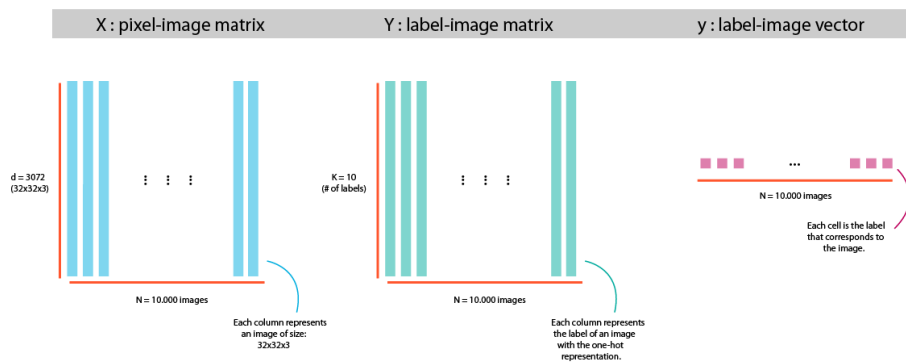 X : pixel-image matrix
Y : label-image matrix
y : label-image vector
d = 3072
(32x32x3)
N = 10.000 images
Each column represents
an image of size:
32x32x3
K = 10
(# of labels)
N = 10.000 images
Each column represents
the label of an image
with the one-hot
representation.
...
N = 10.000 images
Each cell is the label
that corresponds to
the image.